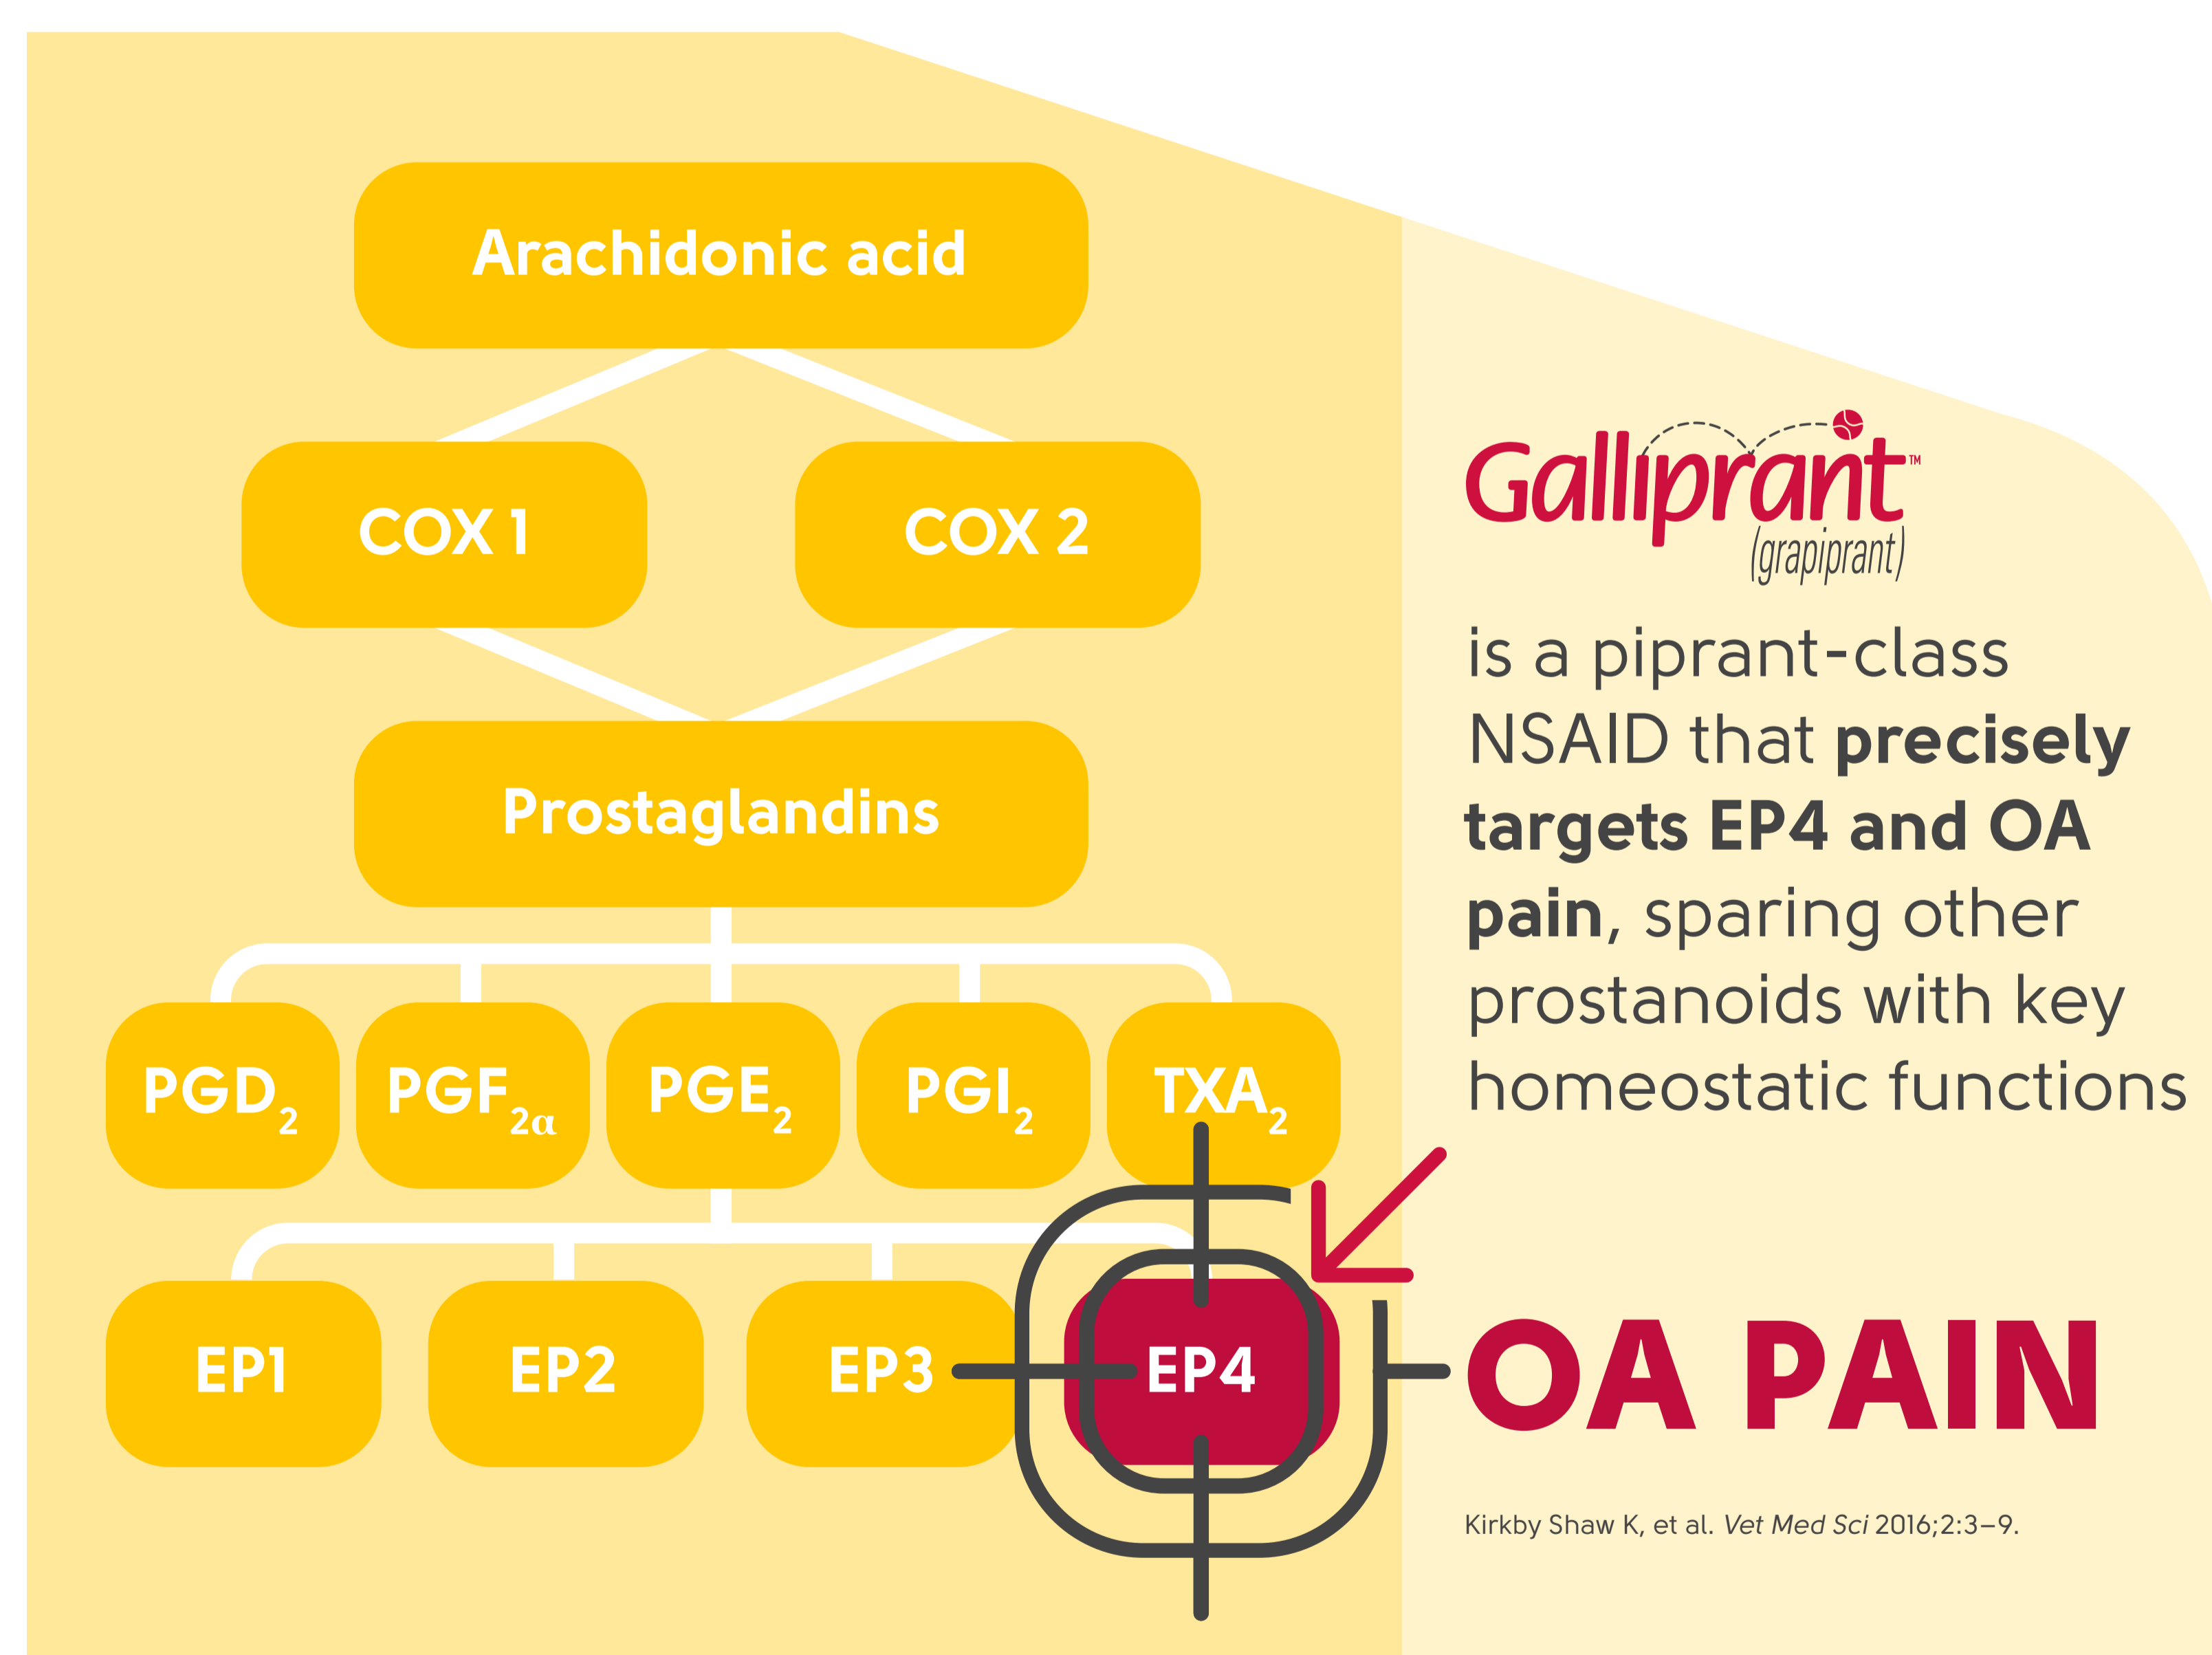 Arachidonic acid
COX 1
COX 2
Prostaglandins
PGD₂
PGF₂α
PGE₂
PGI₂
TXA₂
EP1
EP2
EP3
EP4
Galliprant™
(grapiprant)
is a piprant-class
NSAID that precisely
targets EP4 and OA
pain, sparing other
prostanoids with key
homeostatic functions
OA PAIN
Kirkby Shaw K, et al. Vet Med Sci 2016;2:3–9.